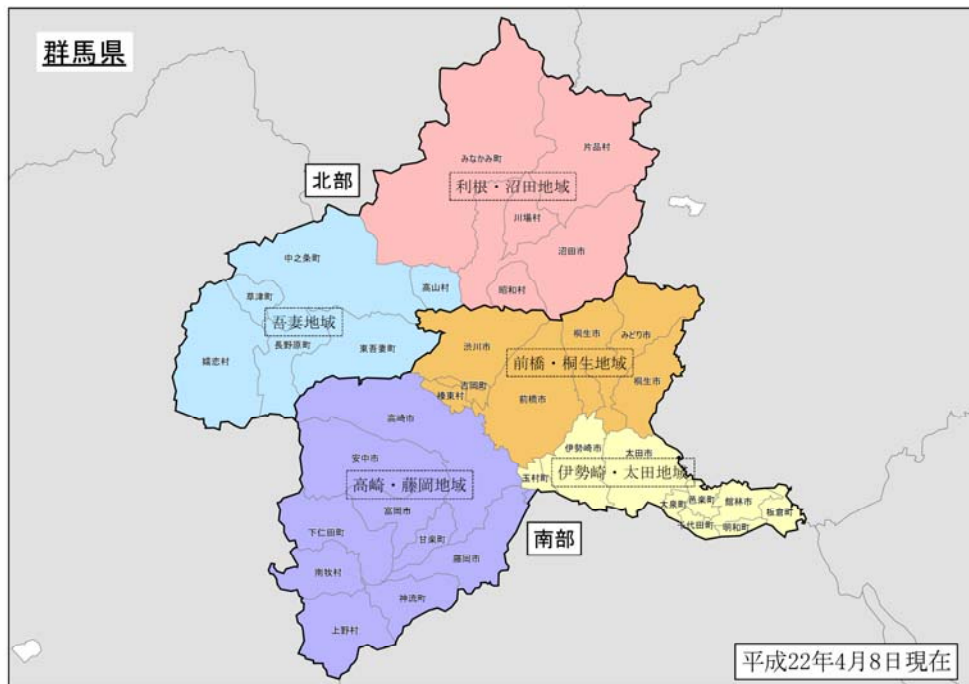 群馬県
北部
みなかみ町
片品村
利根・沼田地域
川場村
沼田市
昭和村
中之条町
高山村
草津町
吾妻地域
長野原町
東吾妻町
嬬恋村
渋川市
桐生市
みどり市
前橋・桐生地域
吉岡町
榛東村
前橋市
桐生市
高崎市
安中市
高崎・藤岡地域
富岡市
下仁田町
甘楽町
藤岡市
南牧村
神流町
上野村
伊勢崎市
太田市
伊勢崎・太田地域
玉村町
大泉町
邑楽町
館林市
板倉町
千代田町
明和町
南部
平成22年4月8日現在